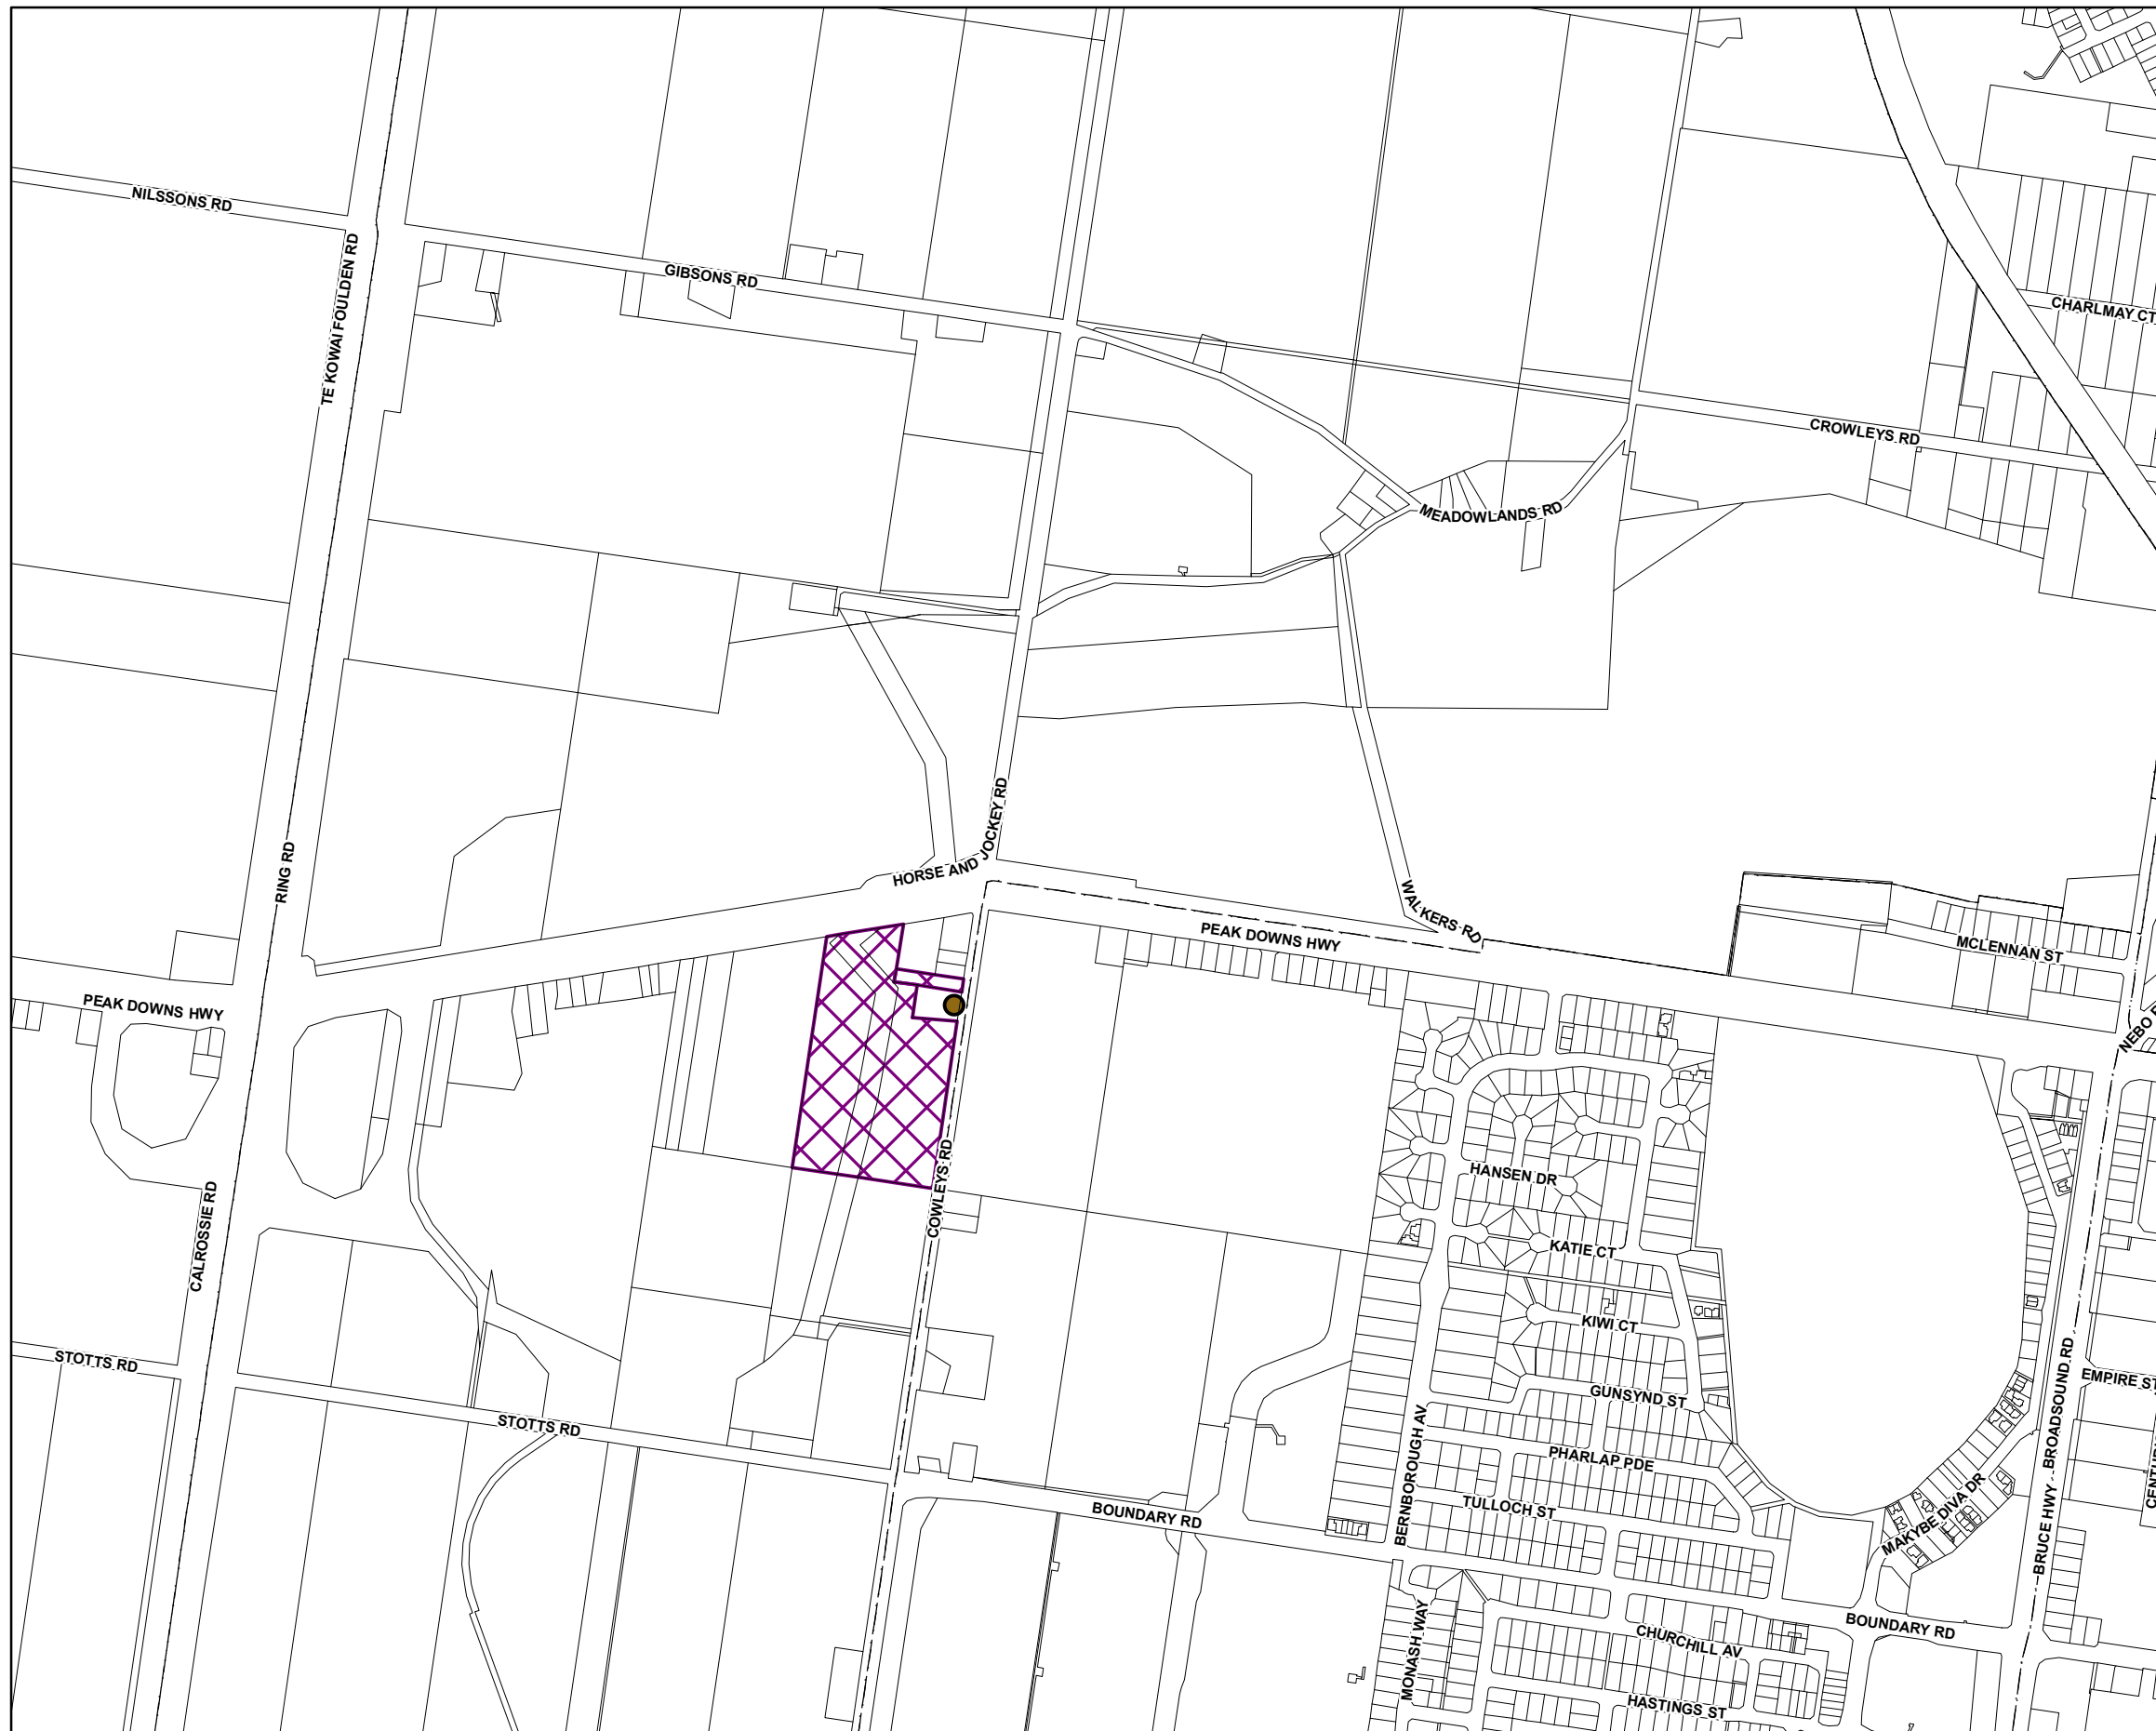 NILSSONS RD
TE KOWAI FOULDEN RD
GIBSONS RD
CHARLMAY CT
CROWLEYS RD
MEADOWLANDS RD
HORSE AND JOCKEY RD
RING RD
WALKERS RD
PEAK DOWNS HWY
MCLENNAN ST
PEAK DOWNS HWY
NEBO
COWLEYS RD
HANSEN DR
CALROSSIE RD
KATIE CT
KIWI CT
STOTTS RD
EMPIRE ST
GUNSYND ST
BRUCE HWY BROADSOUND RD
STOTTS RD
BERNBOROUGH AV
PHARLAP PDE
TULLOCH ST
BOUNDARY RD
MAKYBE DIVA DR
MONASH WAY
CHURCHILL AV
BOUNDARY RD
HASTINGS ST